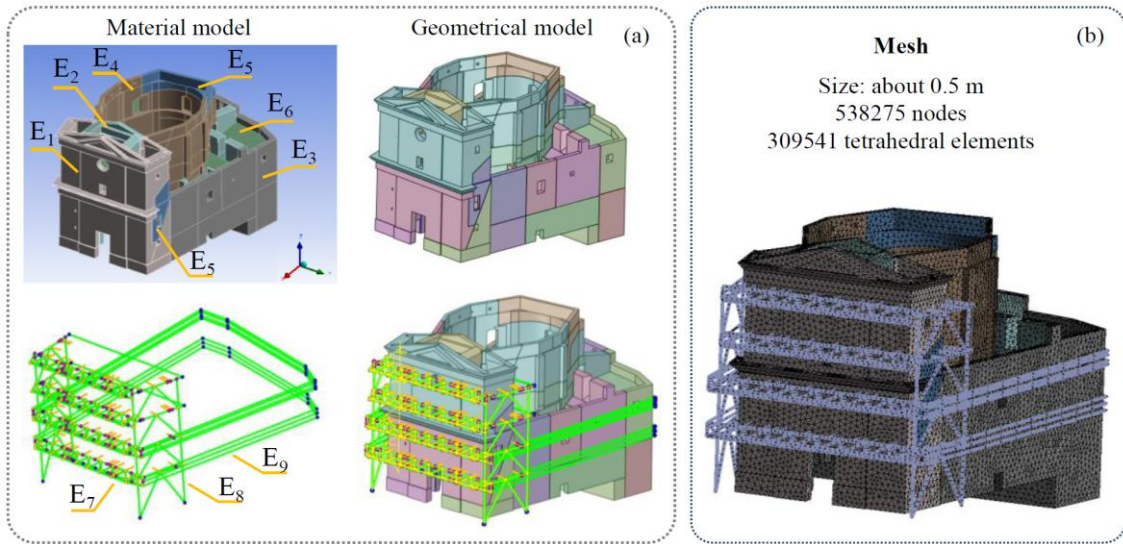 Material model
Geometrical model
(a)
E₄
E₅
E₂
E₆
E₁
E₃
E₅
E₉
E₇
E₈
(b)
Mesh
Size: about 0.5 m
538275 nodes
309541 tetrahedral elements